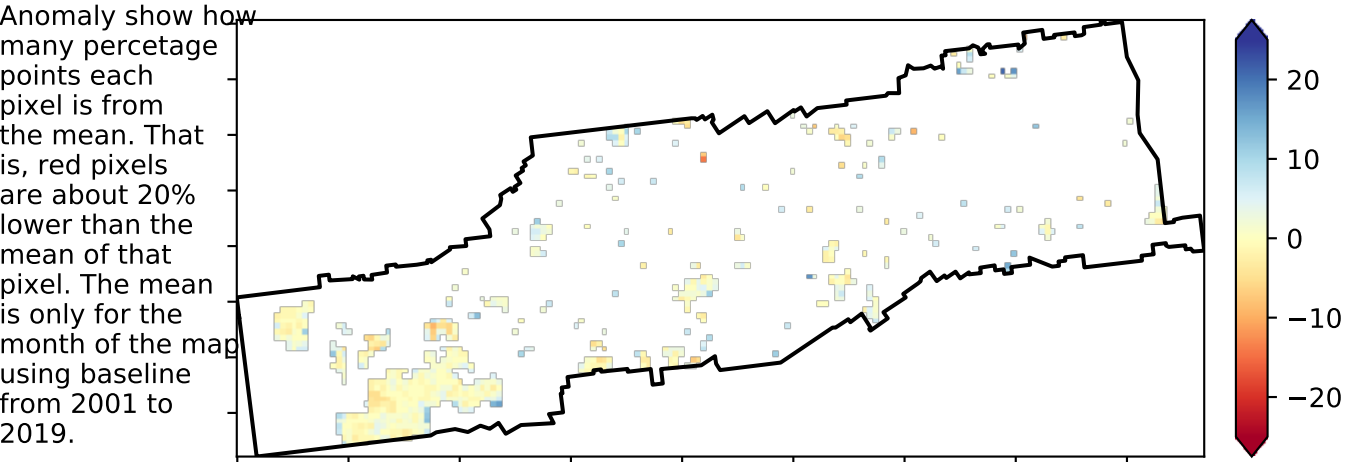 Anomaly show how
many percetage
points each
pixel is from
the mean. That
is, red pixels
are about 20%
lower than the
mean of that
pixel. The mean
is only for the
month of the map
using baseline
from 2001 to
2019.
20
10
0
−10
−20